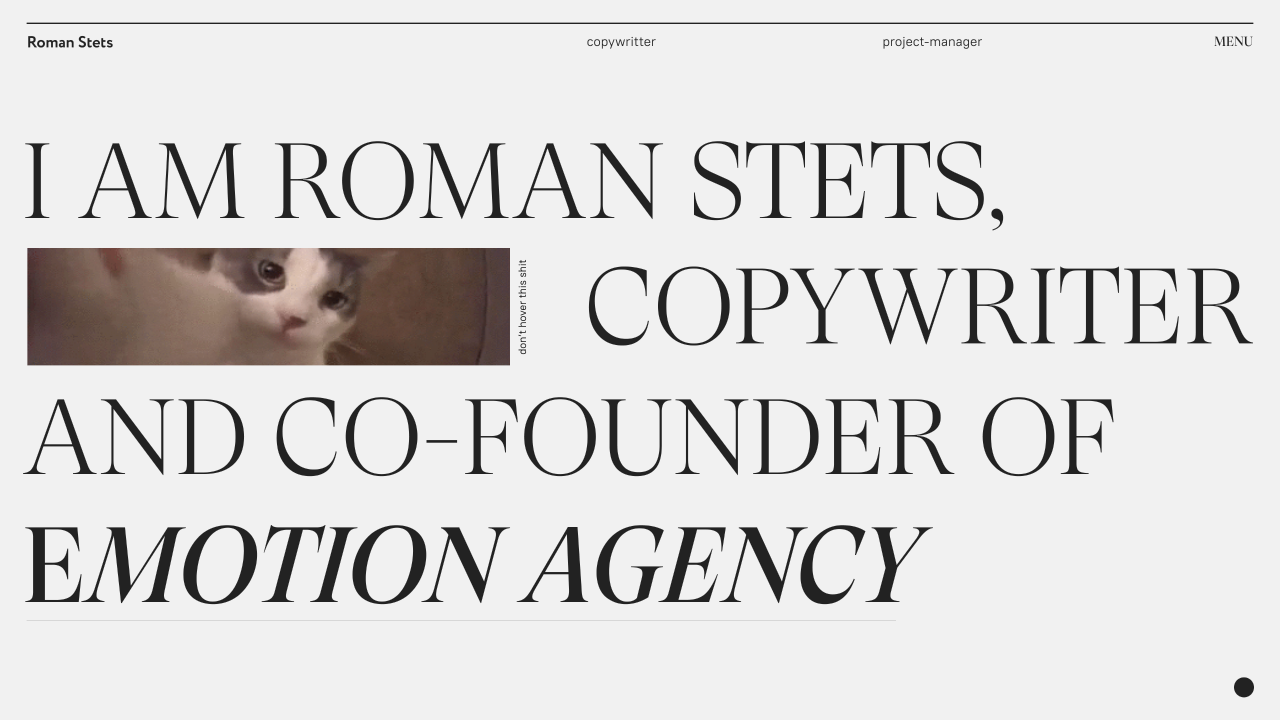 Roman Stets
copywritter
project-manager
MENU
I AM ROMAN STETS,
don't hover this shit
COPYWRITER
AND CO-FOUNDER OF
EMOTION AGENCY